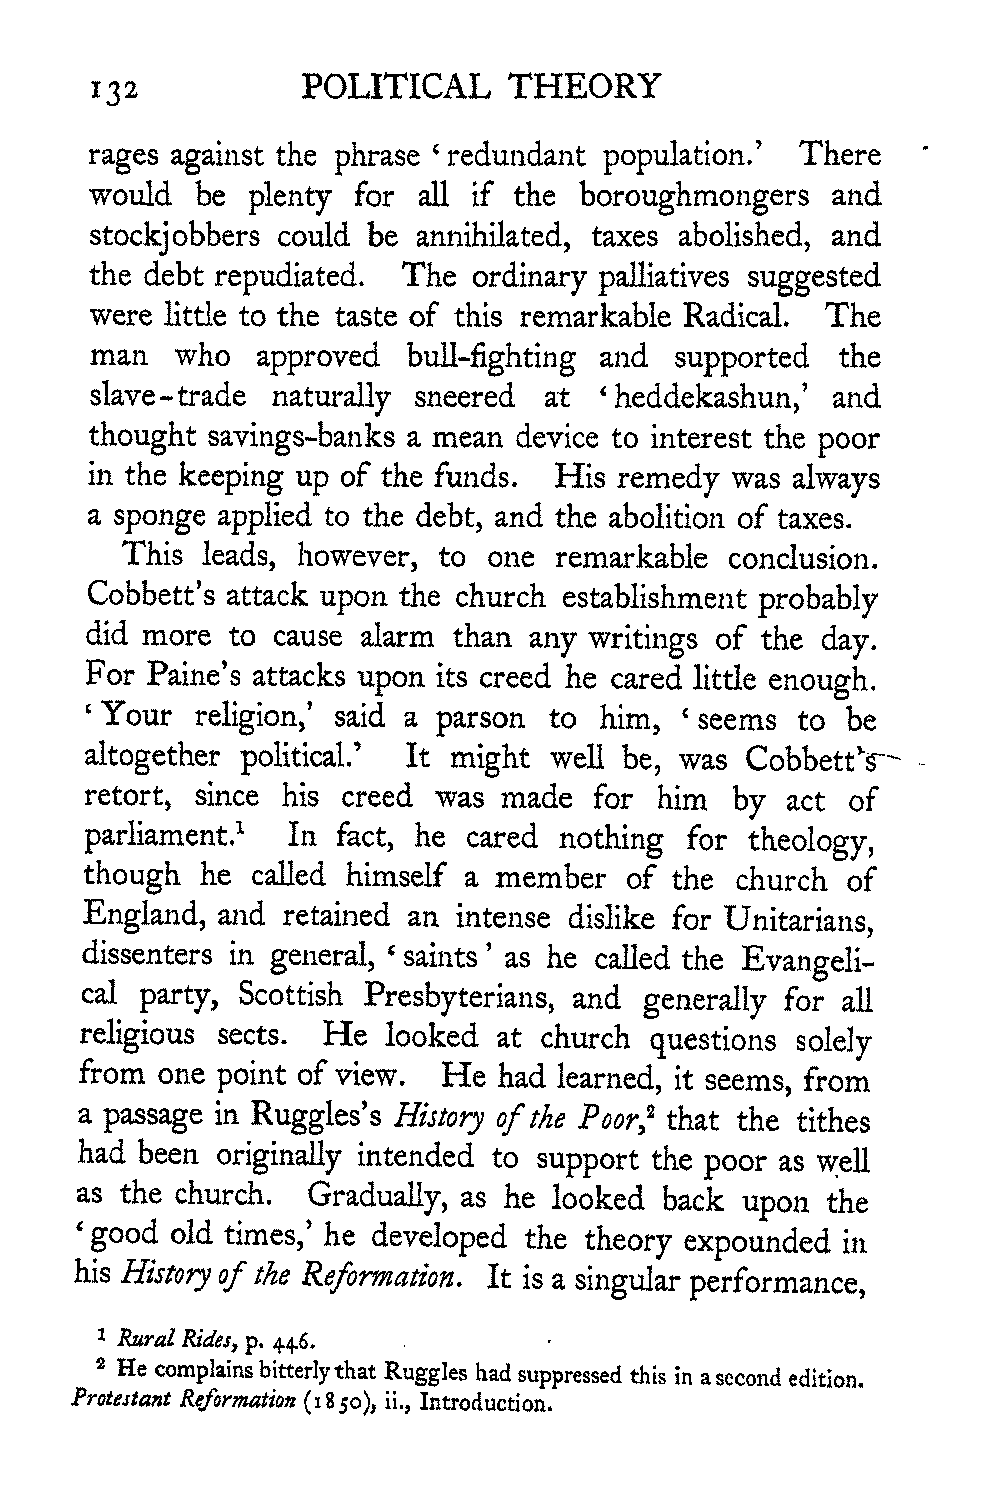 132 POLITICAL THEORY
rages against the phrase ‘redundant population.’ There
would be plenty for all if the boroughmongers and
stockjobbers could be annihilated, taxes abolished, and
the debt repudiated. The ordinary palliatives suggested
were little to the taste of this remarkable Radical. The
man who approved bull-fighting and supported the
slave-trade naturally sneered at ‘heddekashun,’ and
thought savings-banks a mean device to interest the poor
in the keeping up of the funds. His remedy was always
a sponge applied to the debt, and the abolition of taxes.
This leads, however, to one remarkable conclusion.
Cobbett's attack upon the church establishment probably
did more to cause alarm than any writings of the day.
For Paine's attacks upon its creed he cared little enough.
‘Your religion,’ said a parson to him, ‘seems to be
altogether political.’ It might well be, was Cobbett's
retort, since his creed was made for him by act of
parliament.¹ In fact, he cared nothing for theology,
though he called himself a member of the church of
England, and retained an intense dislike for Unitarians,
dissenters in general, ‘saints’ as he called the Evangeli-
cal party, Scottish Presbyterians, and generally for all
religious sects. He looked at church questions solely
from one point of view. He had learned, it seems, from
a passage in Ruggles's History of the Poor,² that the tithes
had been originally intended to support the poor as well
as the church. Gradually, as he looked back upon the
‘good old times,’ he developed the theory expounded in
his History of the Reformation. It is a singular performance,
¹ Rural Rides, p. 446.
² He complains bitterly that Ruggles had suppressed this in a second edition.
Protestant Reformation (1850), ii., Introduction.